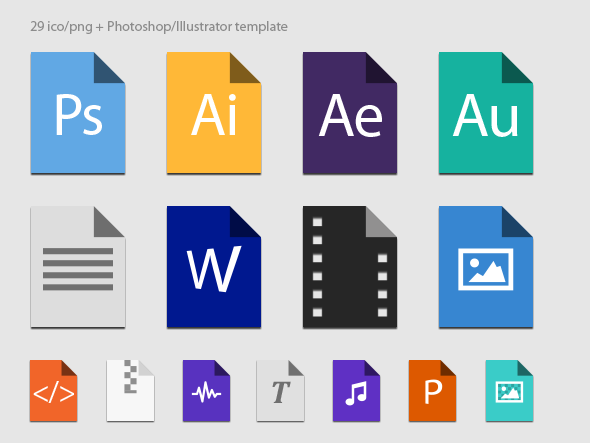 29 ico/png + Photoshop/Illustrator template
Ps Ai Ae Au
W
</> T P